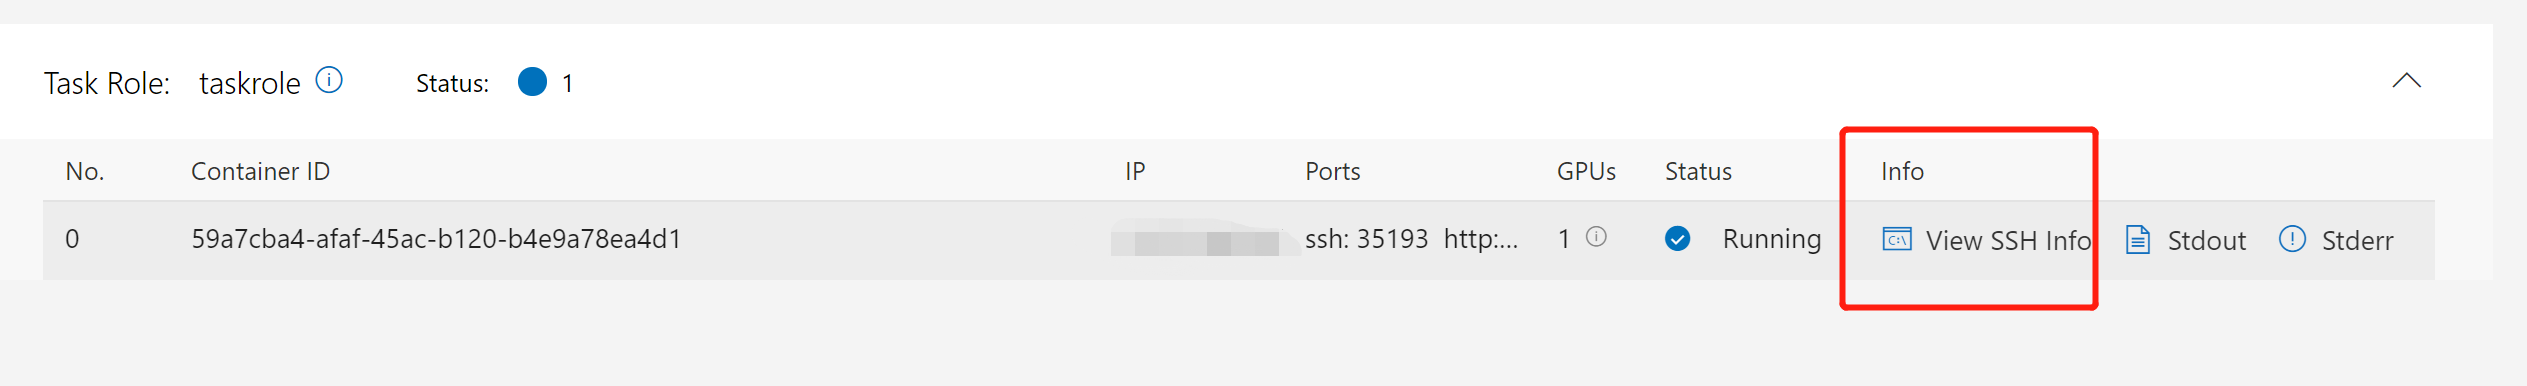 Task Role: taskrole Status: 1
No. Container ID IP Ports GPUs Status Info
0 59a7cba4-afaf-45ac-b120-b4e9a78ea4d1 ssh: 35193 http:... 1 Running View SSH Info Stdout Stderr